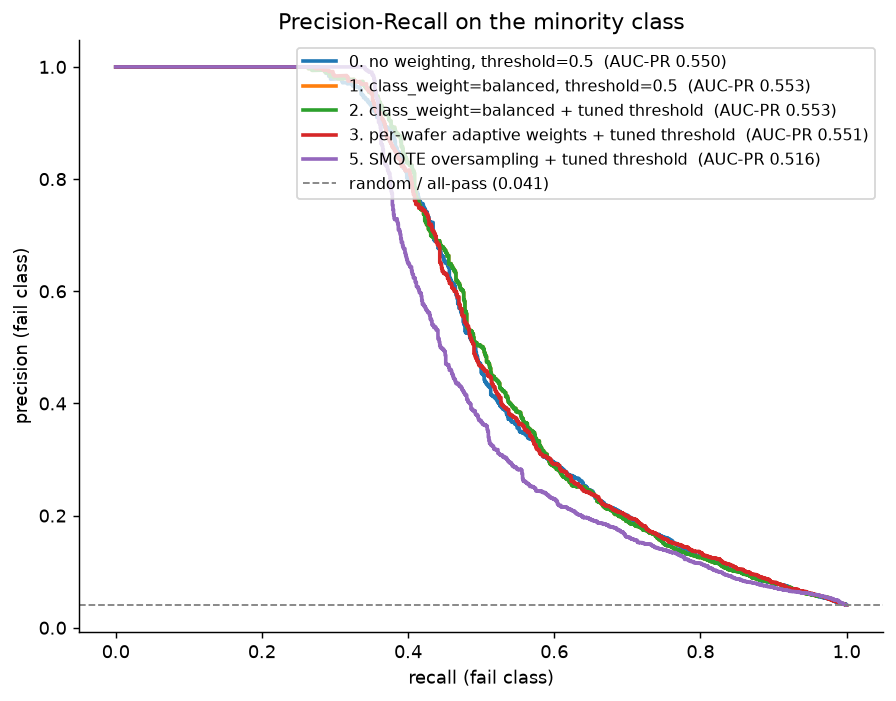 Precision-Recall on the minority class
0. no weighting, threshold=0.5  (AUC-PR 0.550)
1. class_weight=balanced, threshold=0.5  (AUC-PR 0.553)
2. class_weight=balanced + tuned threshold  (AUC-PR 0.553)
3. per-wafer adaptive weights + tuned threshold  (AUC-PR 0.551)
5. SMOTE oversampling + tuned threshold  (AUC-PR 0.516)
random / all-pass (0.041)
precision (fail class)
1.0
0.8
0.6
0.4
0.2
0.0
0.0 0.2 0.4 0.6 0.8 1.0
recall (fail class)